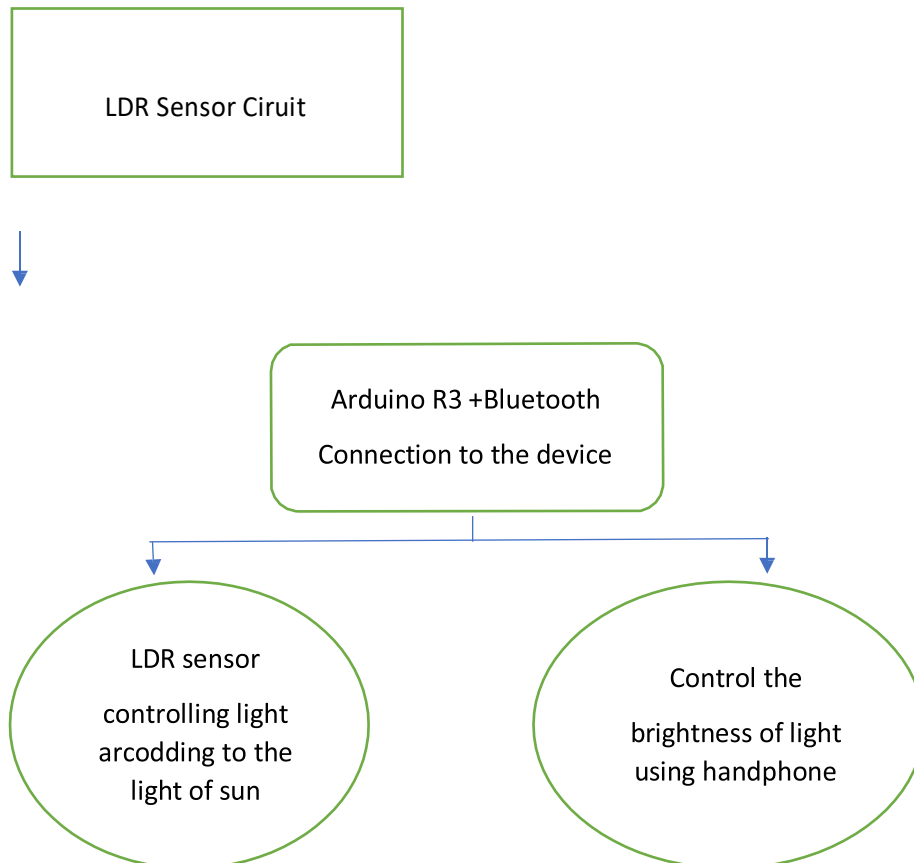 LDR Sensor Ciruit
Arduino R3 +Bluetooth
Connection to the device
LDR sensor
controlling light
arcodding to the
light of sun
Control the
brightness of light
using handphone